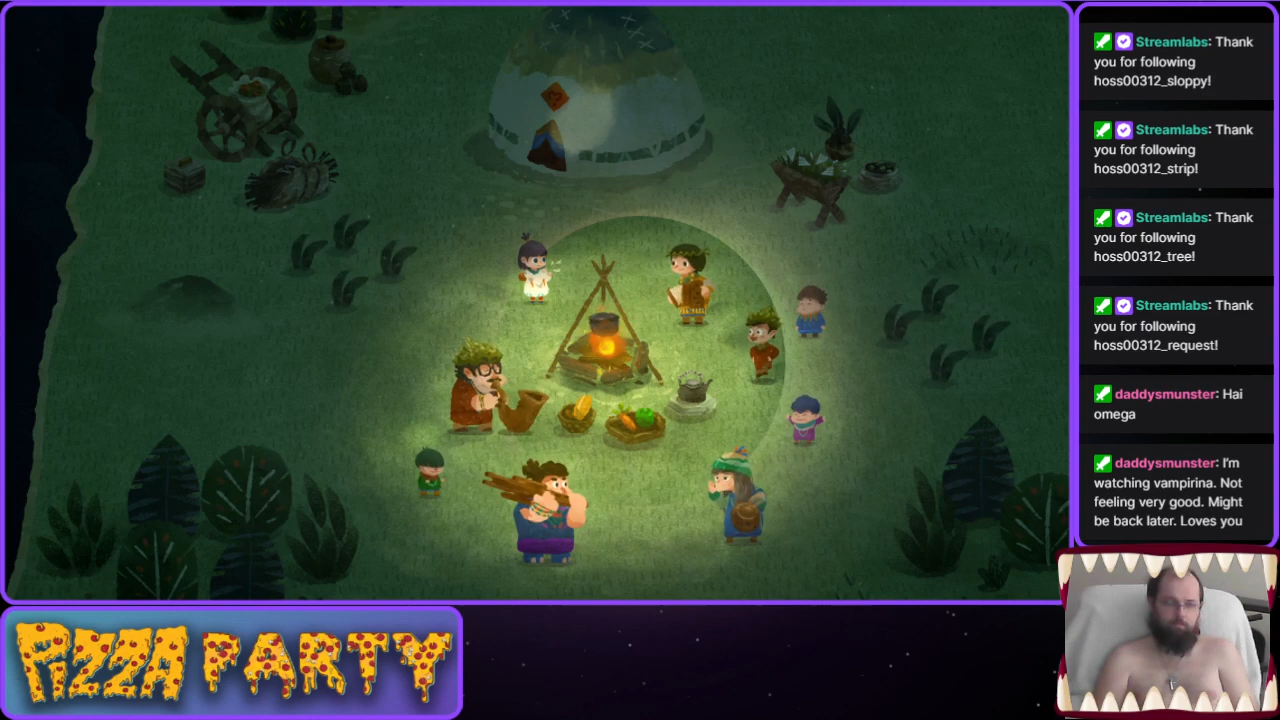 Streamlabs: Thank
you for following
hoss00312_sloppy!
Streamlabs: Thank
you for following
hoss00312_strip!
Streamlabs: Thank
you for following
hoss00312_tree!
Streamlabs: Thank
you for following
hoss00312_request!
daddysmunster: Hai
omega
daddysmunster: I'm
watching vampirina. Not
feeling very good. Might
be back later. Loves you
PIZZA PARTY